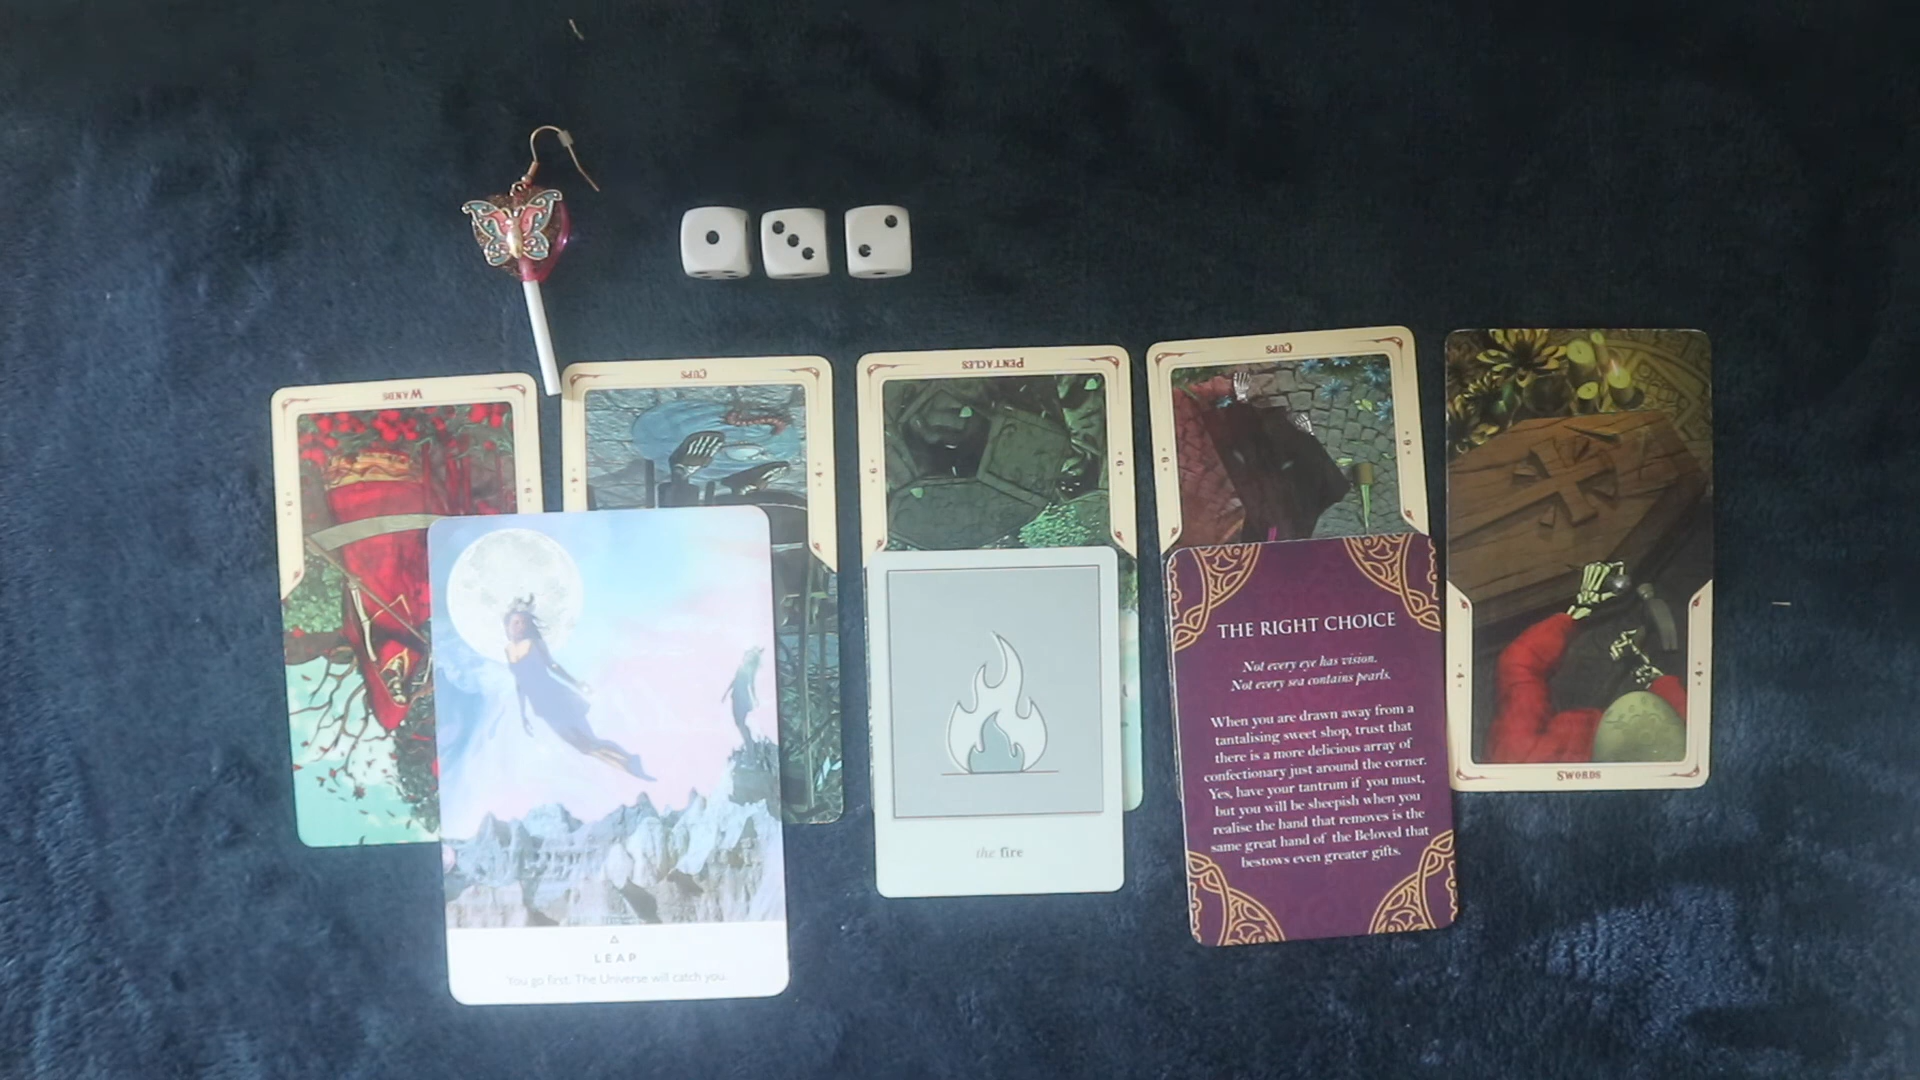 WANDS
CUPS
PENTACLES
CUPS
LEAP
You go first. The Universe will catch you.
the fire
THE RIGHT CHOICE
Not every eye has vision.
Not every sea contains pearls.
When you are drawn away from a
tantalising sweet shop, trust that
there is a more delicious array of
confectionary just around the corner.
Yes, have your tantrum if you must,
but you will be sheepish when you
realise the hand that removes is the
same great hand of the Beloved that
bestows even greater gifts.
4
4
SWORDS